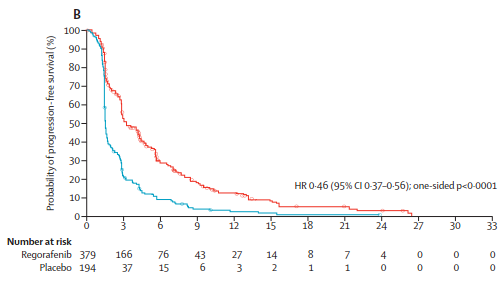 B
Probability of progression-free survival (%)
100
90
80
70
60
50
40
30
20
10
0
HR 0·46 (95% CI 0·37–0·56); one-sided p<0·0001
0 3 6 9 12 15 18 21 24 27 30 33
Number at risk
Regorafenib 379 166 76 43 27 14 8 7 4 0 0 0
Placebo 194 37 15 6 3 2 1 1 0 0 0 0